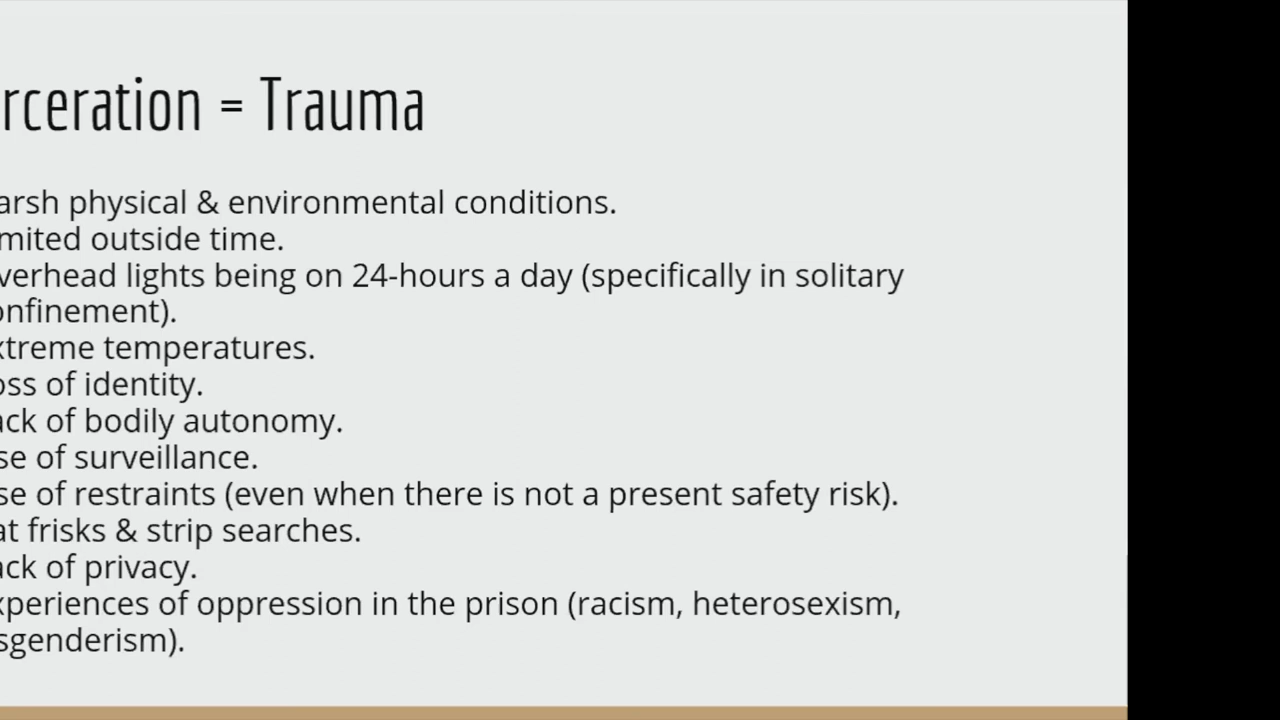 rceration = Trauma
arsh physical & environmental conditions.
mited outside time.
verhead lights being on 24-hours a day (specifically in solitary
onfinement).
xtreme temperatures.
oss of identity.
ack of bodily autonomy.
se of surveillance.
se of restraints (even when there is not a present safety risk).
at frisks & strip searches.
ack of privacy.
xperiences of oppression in the prison (racism, heterosexism,
sgenderism).